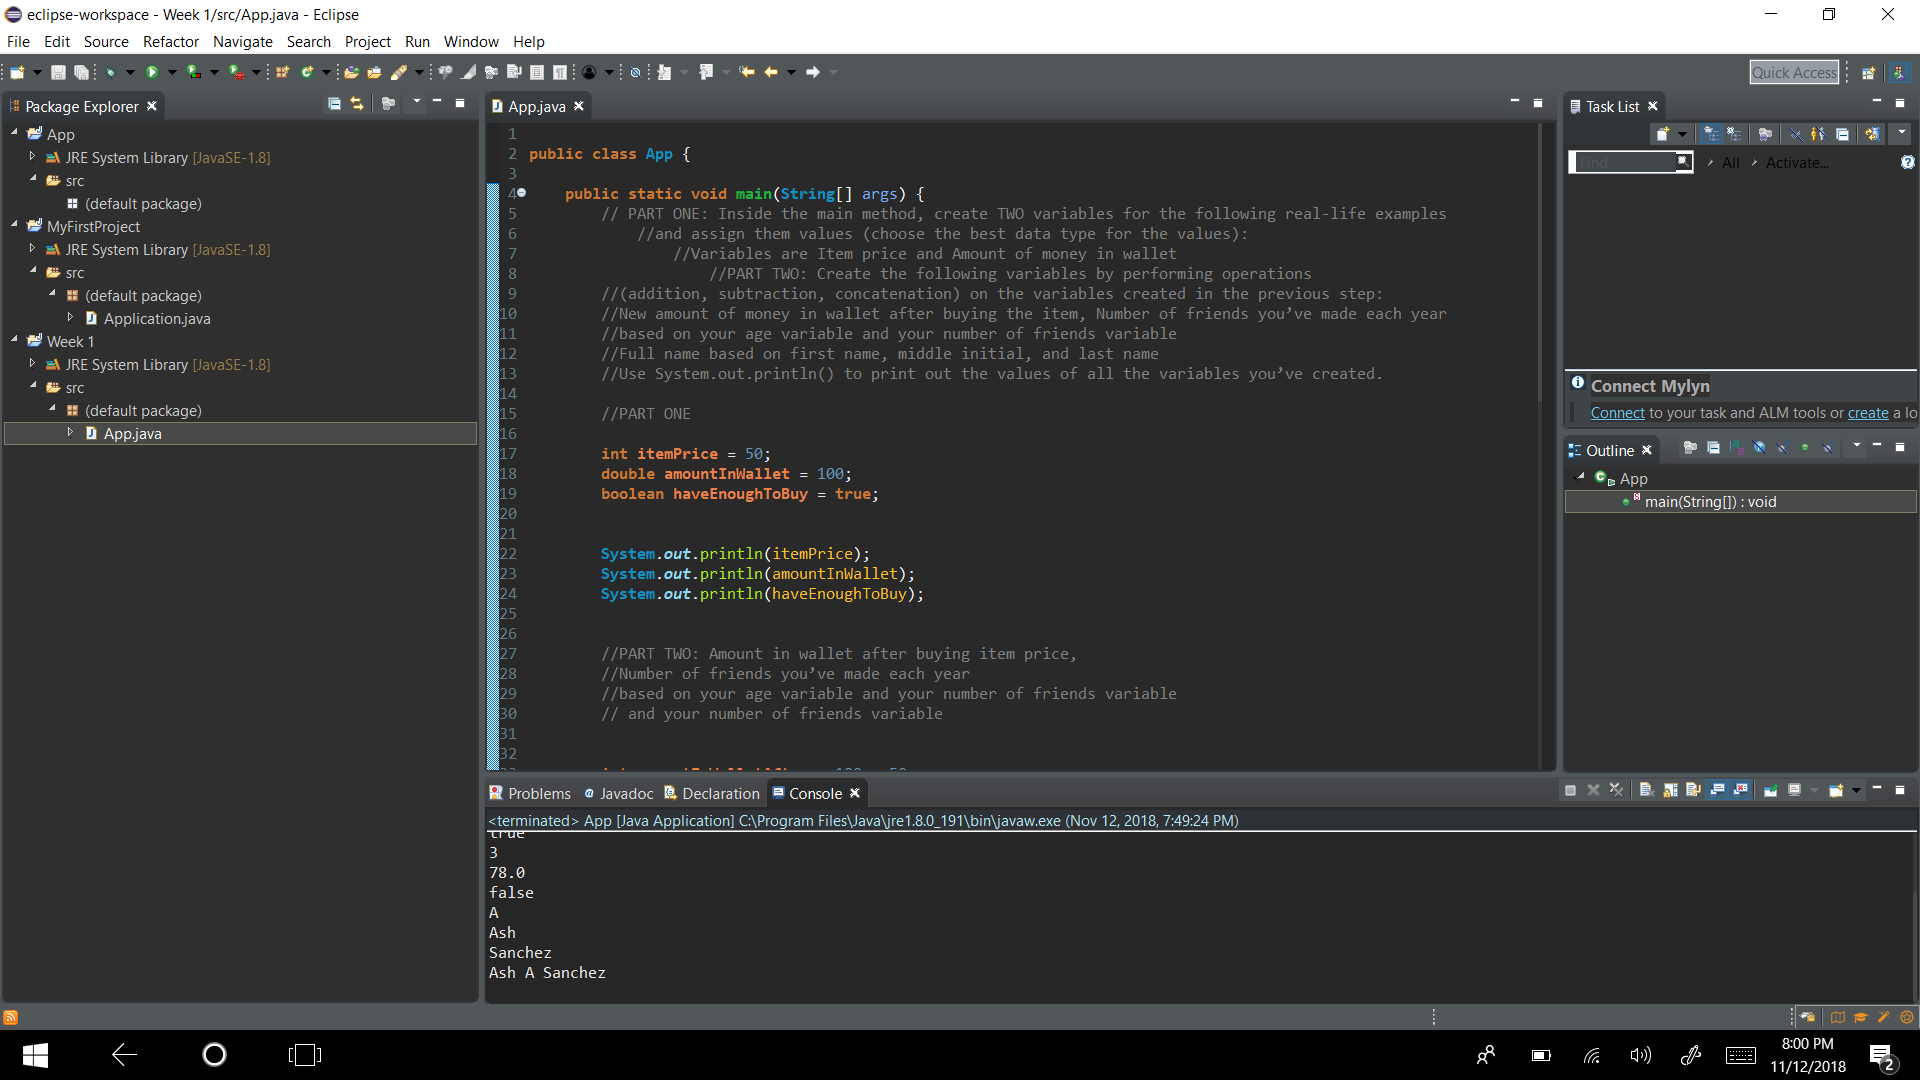 eclipse-workspace - Week 1/src/App.java - Eclipse
File Edit Source Refactor Navigate Search Project Run Window Help
Quick Access
Package Explorer
App
JRE System Library [JavaSE-1.8]
src
(default package)
MyFirstProject
JRE System Library [JavaSE-1.8]
src
(default package)
Application.java
Week 1
JRE System Library [JavaSE-1.8]
src
(default package)
App.java
App.java
1
2 public class App {
3
4 public static void main(String[] args) {
5 // PART ONE: Inside the main method, create TWO variables for the following real-life examples
6 //and assign them values (choose the best data type for the values):
7 //Variables are Item price and Amount of money in wallet
8 //PART TWO: Create the following variables by performing operations
9 //(addition, subtraction, concatenation) on the variables created in the previous step:
10 //New amount of money in wallet after buying the item, Number of friends you’ve made each year
11 //based on your age variable and your number of friends variable
12 //Full name based on first name, middle initial, and last name
13 //Use System.out.println() to print out the values of all the variables you’ve created.
14
15 //PART ONE
16
17 int itemPrice = 50;
18 double amountInWallet = 100;
19 boolean haveEnoughToBuy = true;
20
21
22 System.out.println(itemPrice);
23 System.out.println(amountInWallet);
24 System.out.println(haveEnoughToBuy);
25
26
27 //PART TWO: Amount in wallet after buying item price,
28 //Number of friends you’ve made each year
29 //based on your age variable and your number of friends variable
30 // and your number of friends variable
31
32
Task List
Find All Activate...
Connect Mylyn
Connect to your task and ALM tools or create a lo
Outline
App
main(String[]) : void
Problems Javadoc Declaration Console
<terminated> App [Java Application] C:\Program Files\Java\jre1.8.0_191\bin\javaw.exe (Nov 12, 2018, 7:49:24 PM)
true
3
78.0
false
A
Ash
Sanchez
Ash A Sanchez
8:00 PM
11/12/2018
2